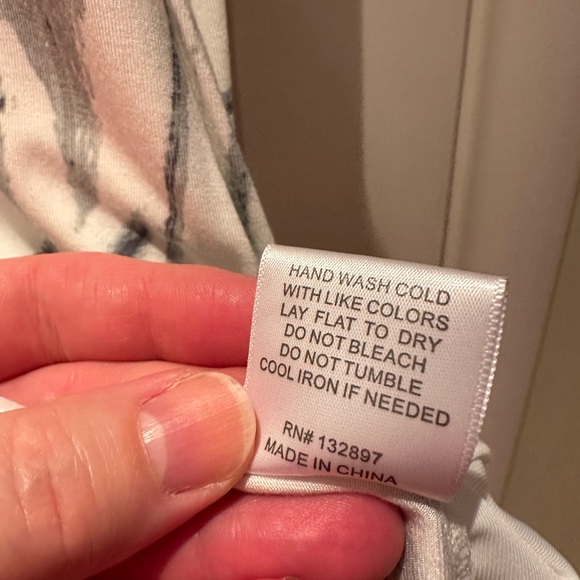 HAND WASH COLD
WITH LIKE COLORS
LAY FLAT TO DRY
DO NOT BLEACH
DO NOT TUMBLE
COOL IRON IF NEEDED
RN# 132897
MADE IN CHINA